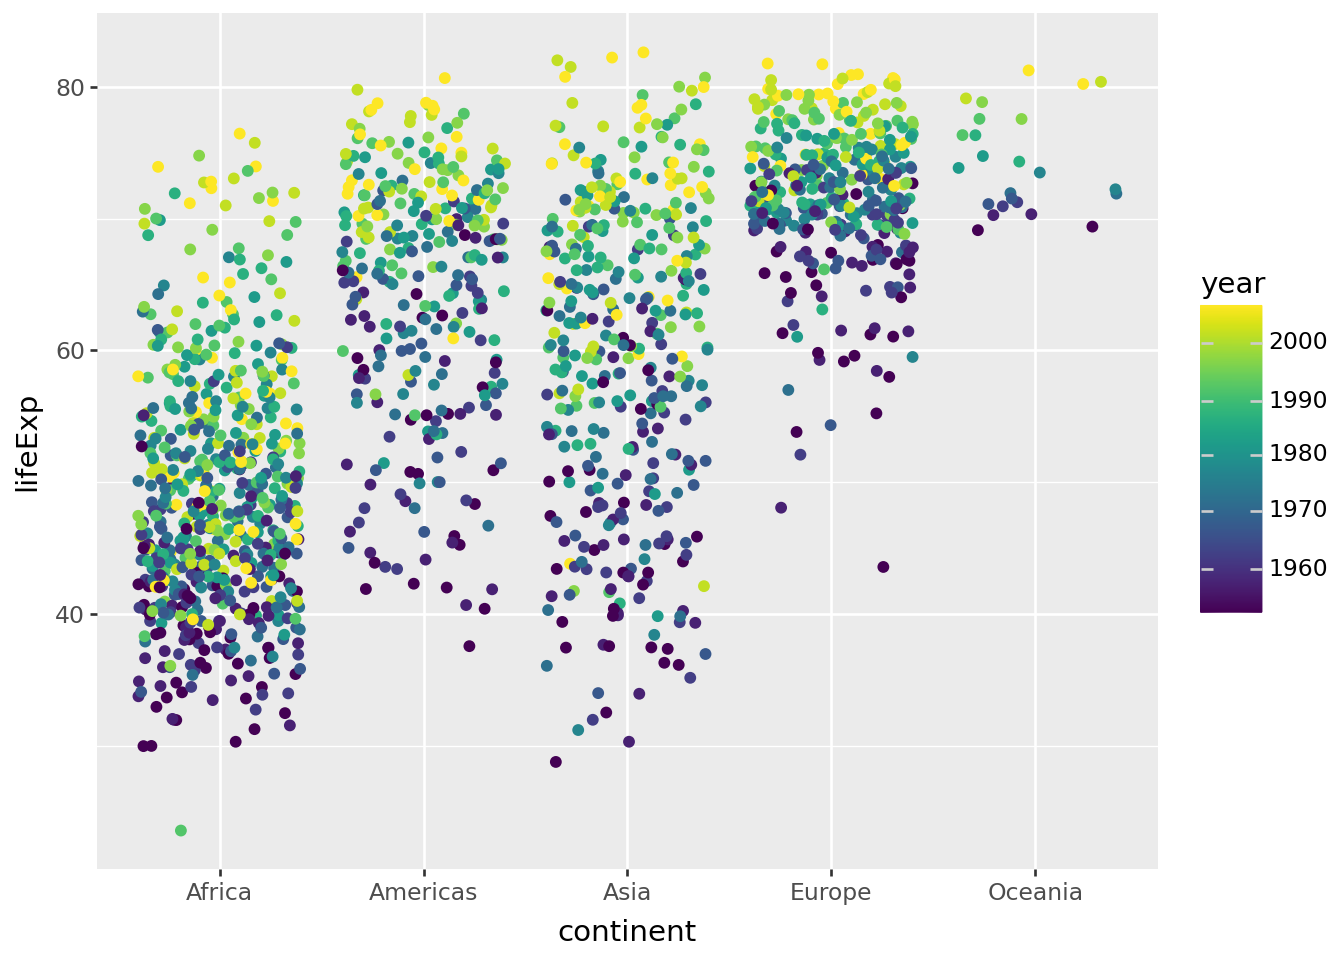 80
60
40
lifeExp
Africa
Americas
Asia
Europe
Oceania
continent
year
2000
1990
1980
1970
1960